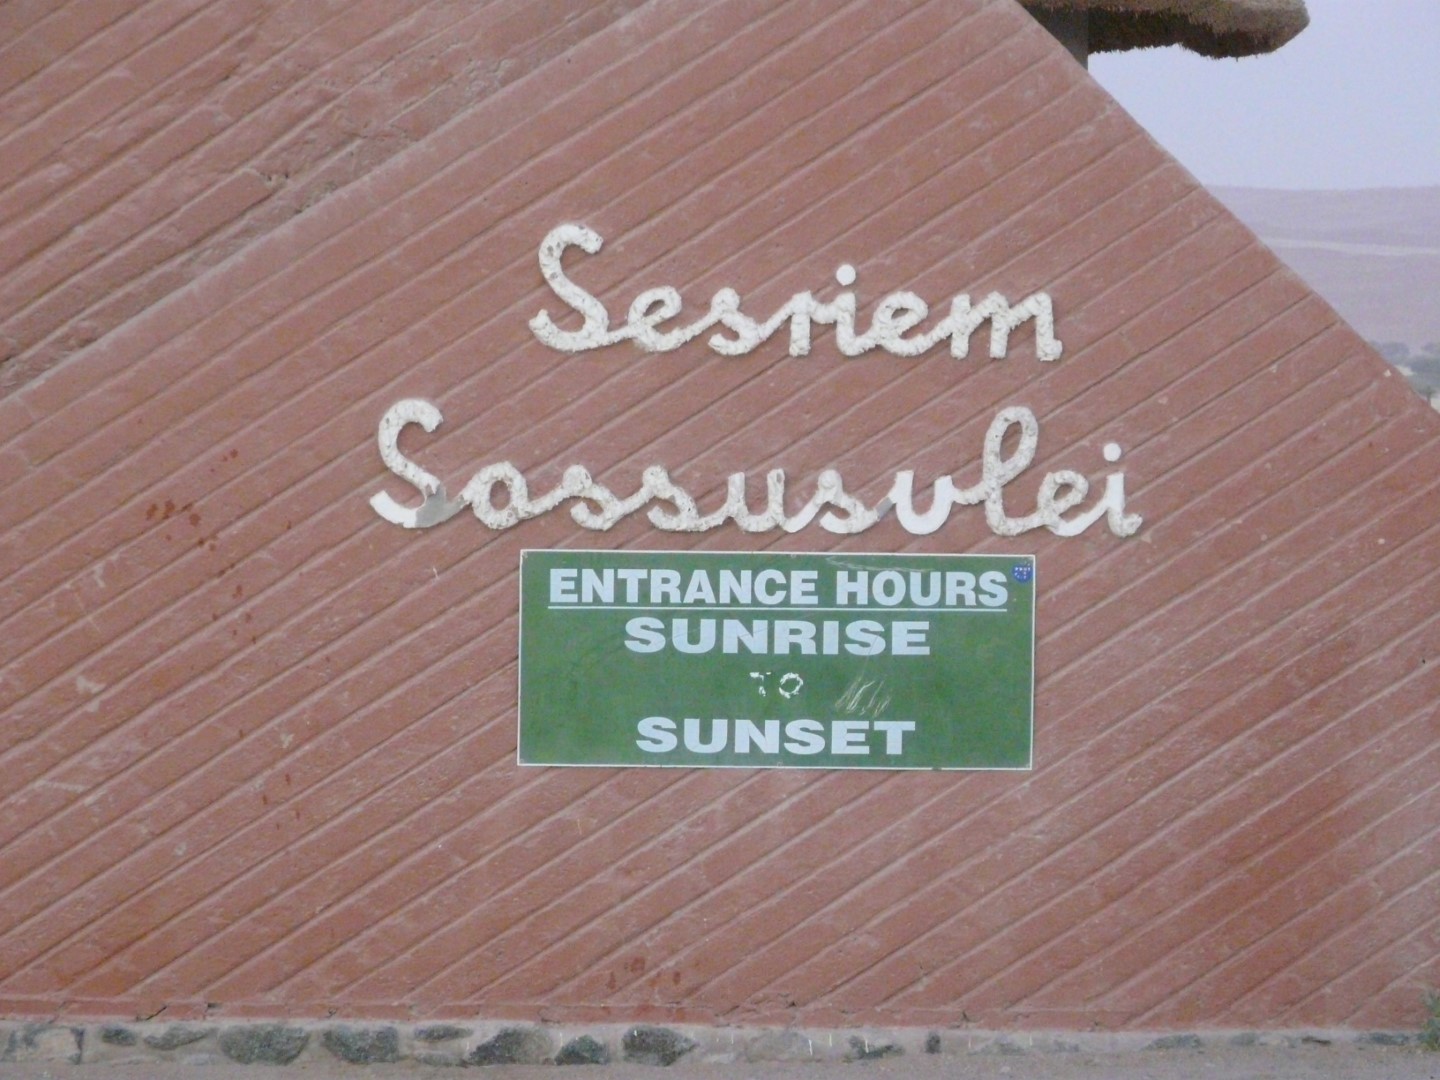 Sesriem
Sossusvlei
ENTRANCE HOURS
SUNRISE
TO
SUNSET